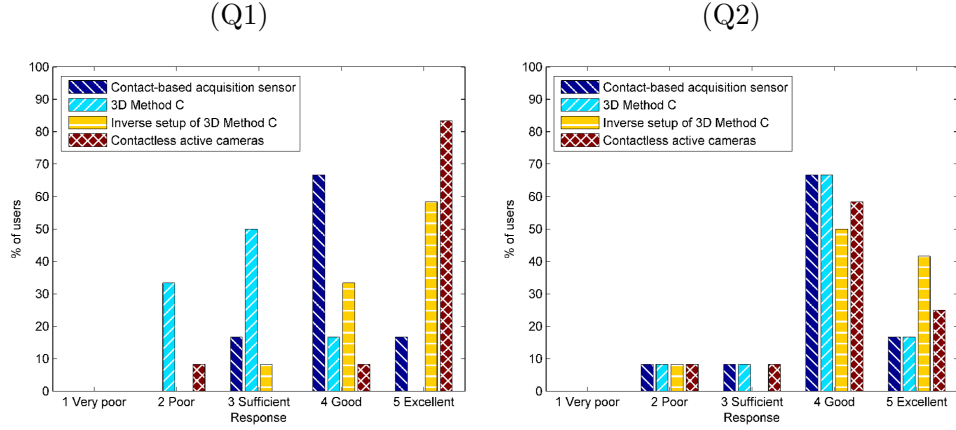 (Q1)
100
90
80
70
60
50
40
30
20
10
0
% of users
Contact-based acquisition sensor
3D Method C
Inverse setup of 3D Method C
Contactless active cameras
1 Very poor 2 Poor 3 Sufficient 4 Good 5 Excellent
Response
(Q2)
100
90
80
70
60
50
40
30
20
10
0
% of users
Contact-based acquisition sensor
3D Method C
Inverse setup of 3D Method C
Contactless active cameras
1 Very poor 2 Poor 3 Sufficient 4 Good 5 Excellent
Response